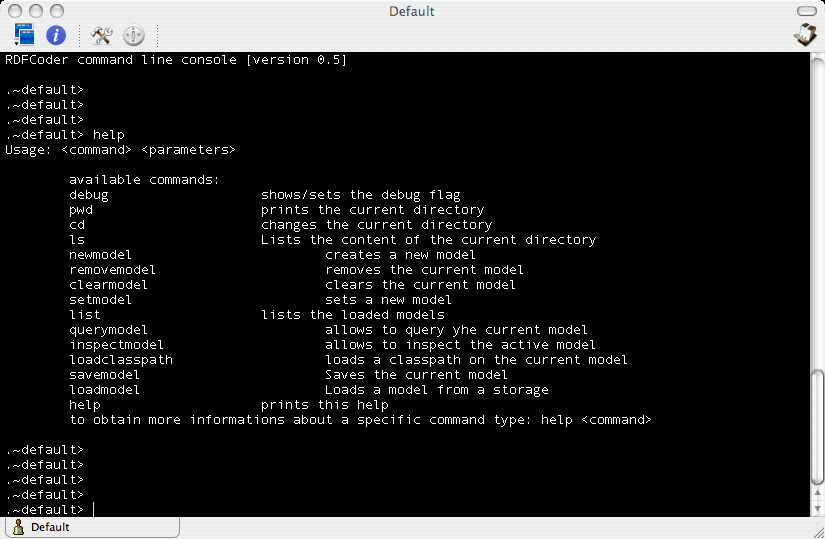 Default
RDFCoder command line console [version 0.5]
.~default>
.~default>
.~default>
.~default> help
Usage: <command> <parameters>
available commands:
debug shows/sets the debug flag
pwd prints the current directory
cd changes the current directory
ls Lists the content of the current directory
newmodel creates a new model
removemodel removes the current model
clearmodel clears the current model
setmodel sets a new model
list lists the loaded models
querymodel allows to query yhe current model
inspectmodel allows to inspect the active model
loadclasspath loads a classpath on the current model
savemodel Saves the current model
loadmodel Loads a model from a storage
help prints this help
to obtain more informations about a specific command type: help <command>
.~default>
.~default>
.~default>
.~default>
.~default>
Default